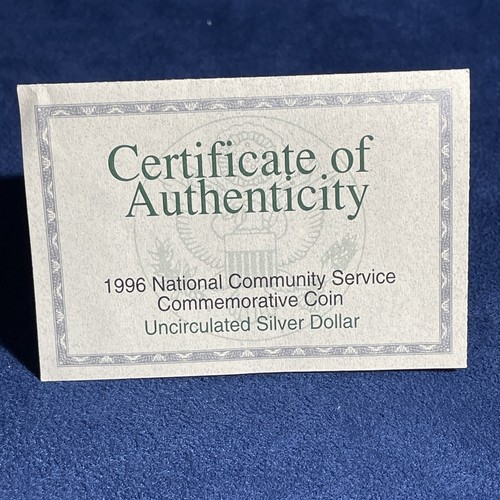 Certificate of
Authenticity
1996 National Community Service
Commemorative Coin
Uncirculated Silver Dollar